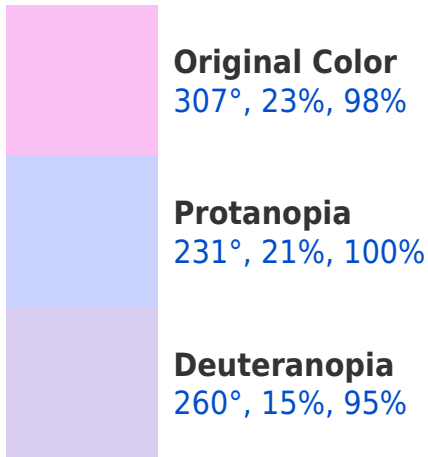 Original Color
307°, 23%, 98%
Protanopia
231°, 21%, 100%
Deuteranopia
260°, 15%, 95%